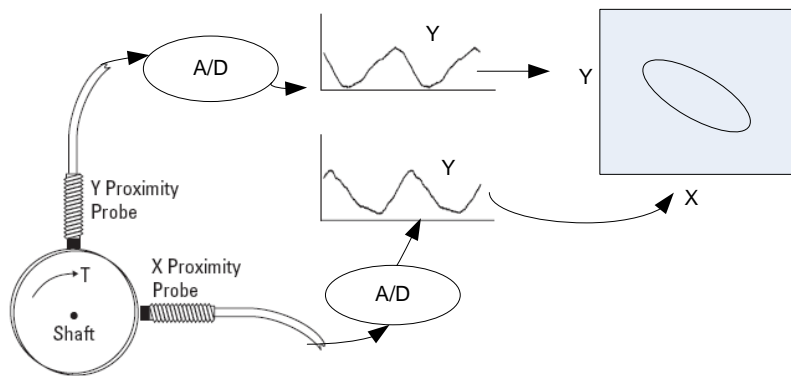 Y
A/D
Y
Y Proximity
Probe
Y
X
X Proximity
Probe
T
A/D
Shaft